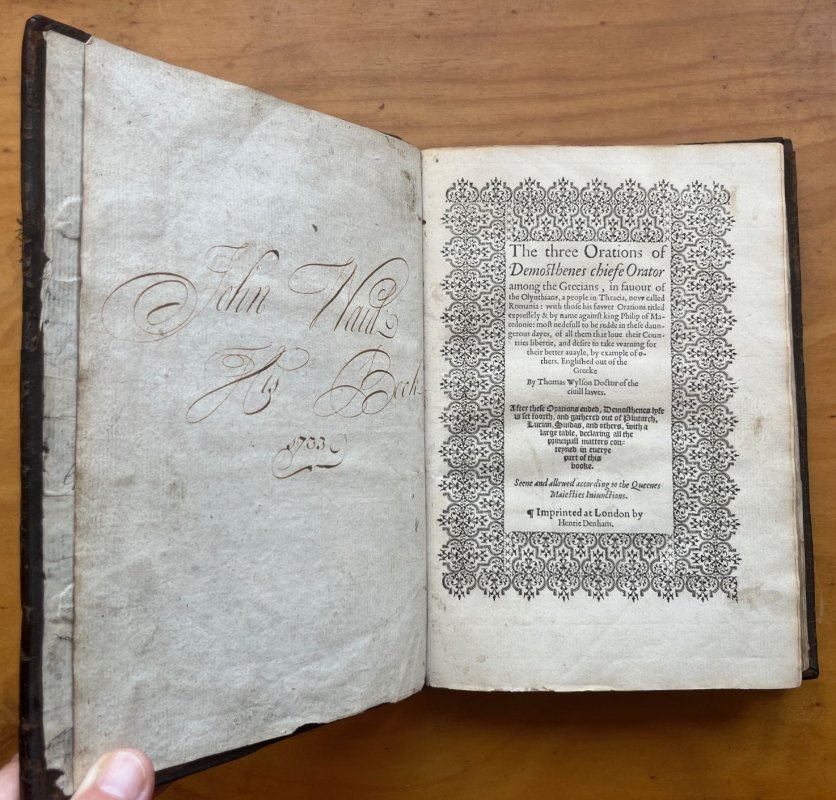 John Wall
His Book
1733
The three Orations of
Demosthenes chiefe Orator
among the Grecians, in fauour of
the Olynthians, a people in Thracia, now called
Romania: with those his fovver Orations titled
expressely & by name against king Philip of Ma-
cedonie: most nedefull to be redde in these daun-
gerous dayes, of all them that loue their Coun-
tries libertie, and desire to take warning for
their better auayle, by example of o-
thers. Englished out of the
Greeke
By Thomas Wylson Doctor of the
ciuill lawes.
After these Orations ended, Demosthenes lyfe
is set foorth, and gathered out of Plutarch,
Lucian, Suidas, and others, with a
large table, declaring all the
principall matters con-
teyned in euerye
part of this
booke.
Seene and allowed according to the Queenes
Maiesties Iniunctions.
¶ Imprinted at London by
Henrie Denham.